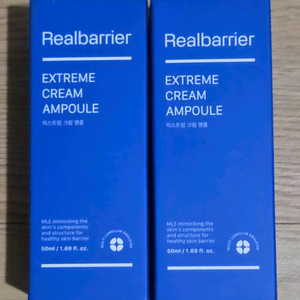 Realbarrier
EXTREME
CREAM
AMPOULE
익스트림 크림 앰플
MLE mimicking the
skin's components
and structure for
healthy skin barrier
50ml / 1.69 fl. oz.
Realbarrier
EXTREME
CREAM
AMPOULE
익스트림 크림 앰플
MLE mimicking the
skin's components
and structure for
healthy skin barrier
50ml / 1.69 fl. oz.